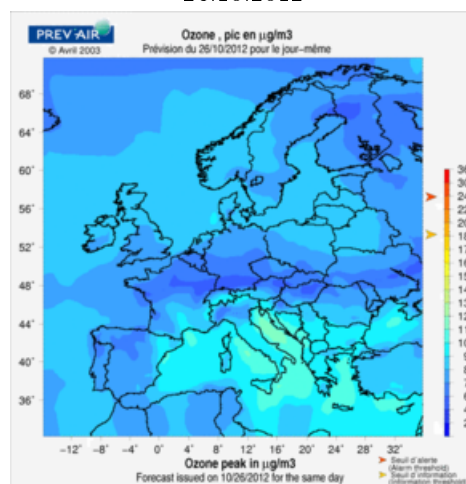 PREV'AIR
© Avril 2003
Ozone , pic en µg/m3
Prévision du 26/10/2012 pour le jour-même
68°
64°
60°
56°
52°
48°
44°
40°
36°
-12° -8° -4° 0° 4° 8° 12° 16° 20° 24° 28° 32°
Ozone peak in µg/m3
Forecast issued on 10/26/2012 for the same day
Seuil d'alerte
(Alarm threshold)
Seuil d'information
(Information threshold)